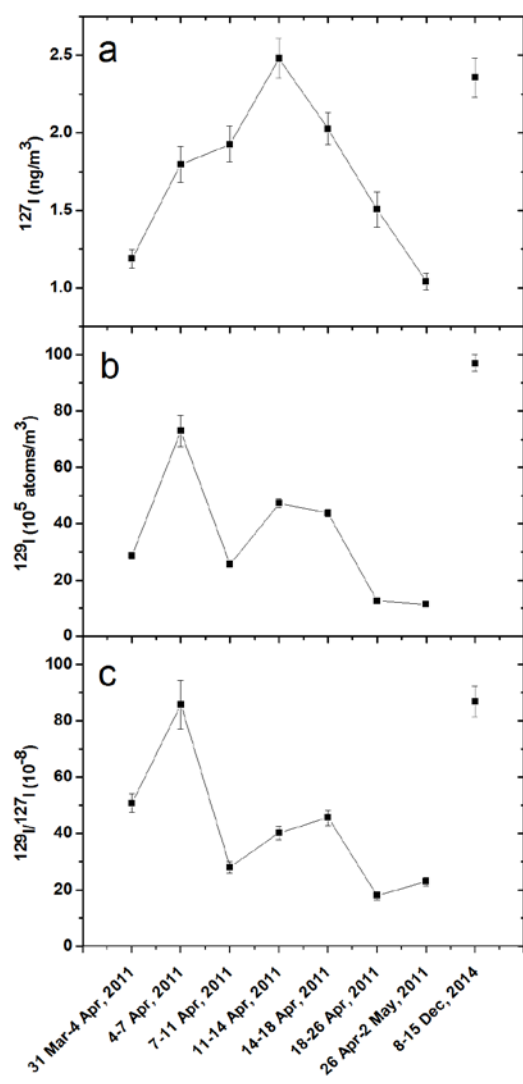 a
2.5
2.0
1.5
1.0
127I (ng/m3)
b
100
80
60
40
20
0
129I (10^5 atoms/m3)
c
100
80
60
40
20
0
129I/127I (10^-8)
31 Mar-4 Apr, 2011
4-7 Apr, 2011
7-11 Apr, 2011
11-14 Apr, 2011
14-18 Apr, 2011
18-26 Apr, 2011
26 Apr-2 May, 2011
8-15 Dec, 2014